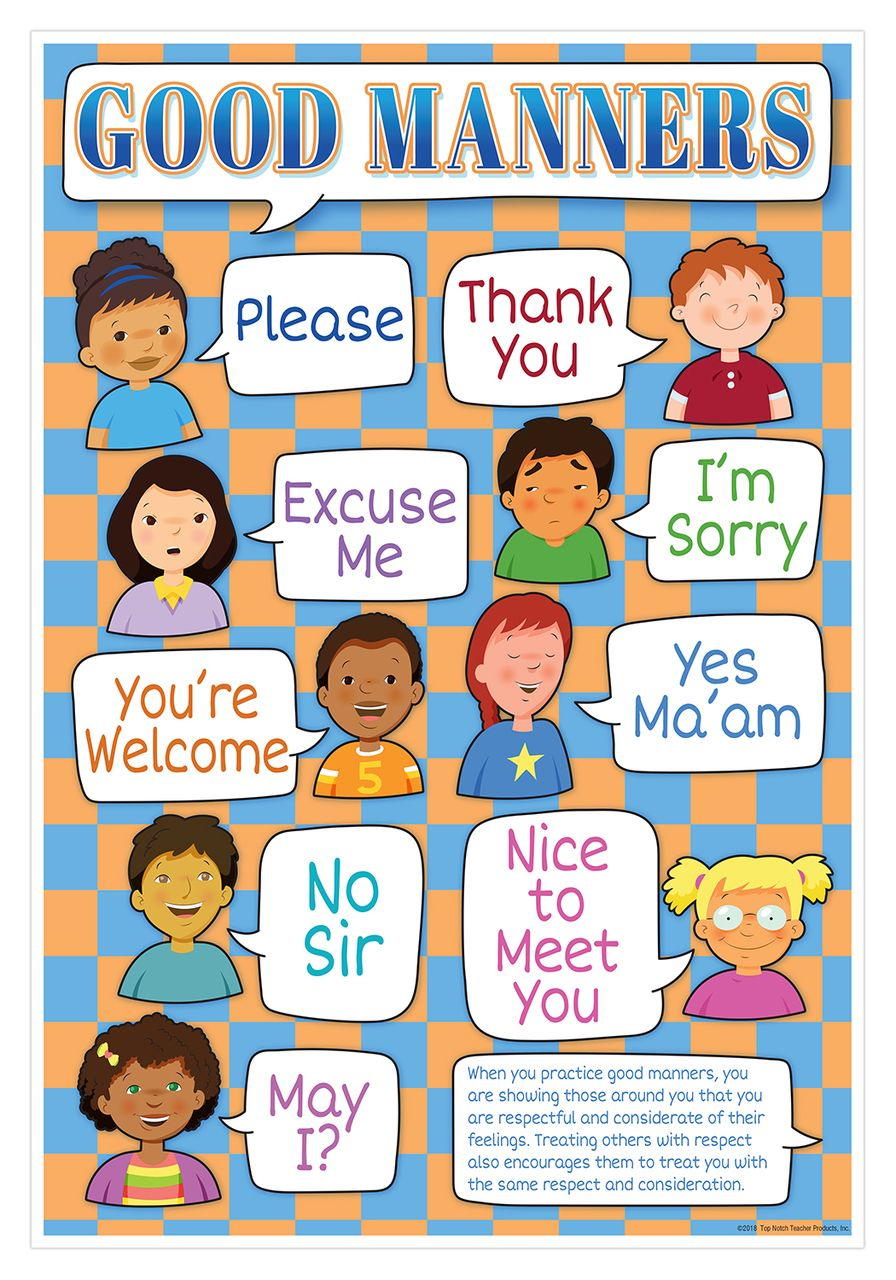 GOOD MANNERS
Please
Thank
You
Excuse
Me
I'm
Sorry
You're
Welcome
5
Yes
Ma'am
No
Sir
Nice
to
Meet
You
May
I?
When you practice good manners, you
are showing those around you that you
are respectful and considerate of their
feelings. Treating others with respect
also encourages them to treat you with
the same respect and consideration.
©2018 Top Notch Teacher Products, Inc.